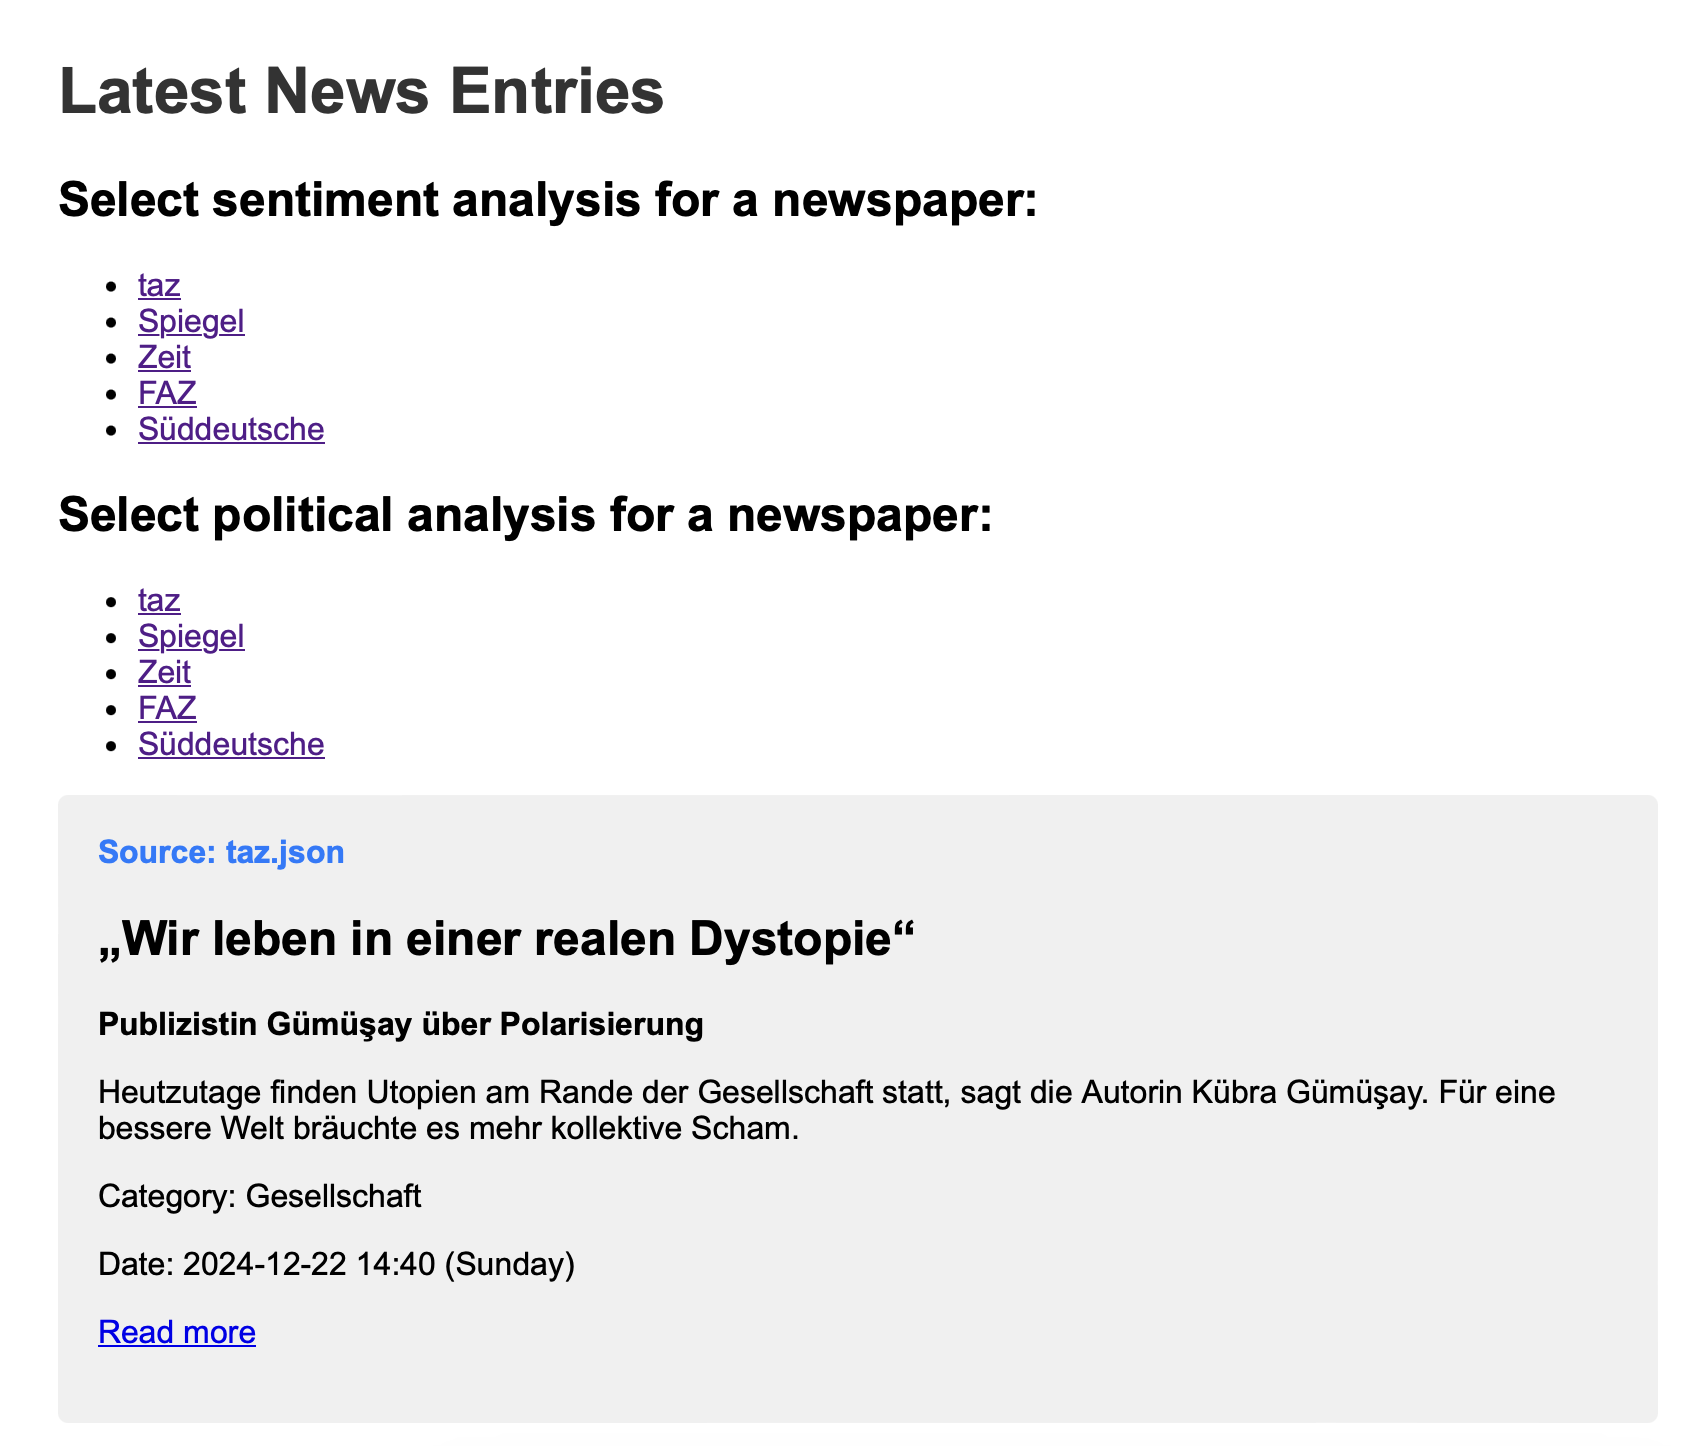 Latest News Entries
Select sentiment analysis for a newspaper:
taz
Spiegel
Zeit
FAZ
Süddeutsche
Select political analysis for a newspaper:
taz
Spiegel
Zeit
FAZ
Süddeutsche
Source: taz.json
„Wir leben in einer realen Dystopie“
Publizistin Gümüşay über Polarisierung
Heutzutage finden Utopien am Rande der Gesellschaft statt, sagt die Autorin Kübra Gümüşay. Für eine
bessere Welt bräuchte es mehr kollektive Scham.
Category: Gesellschaft
Date: 2024-12-22 14:40 (Sunday)
Read more